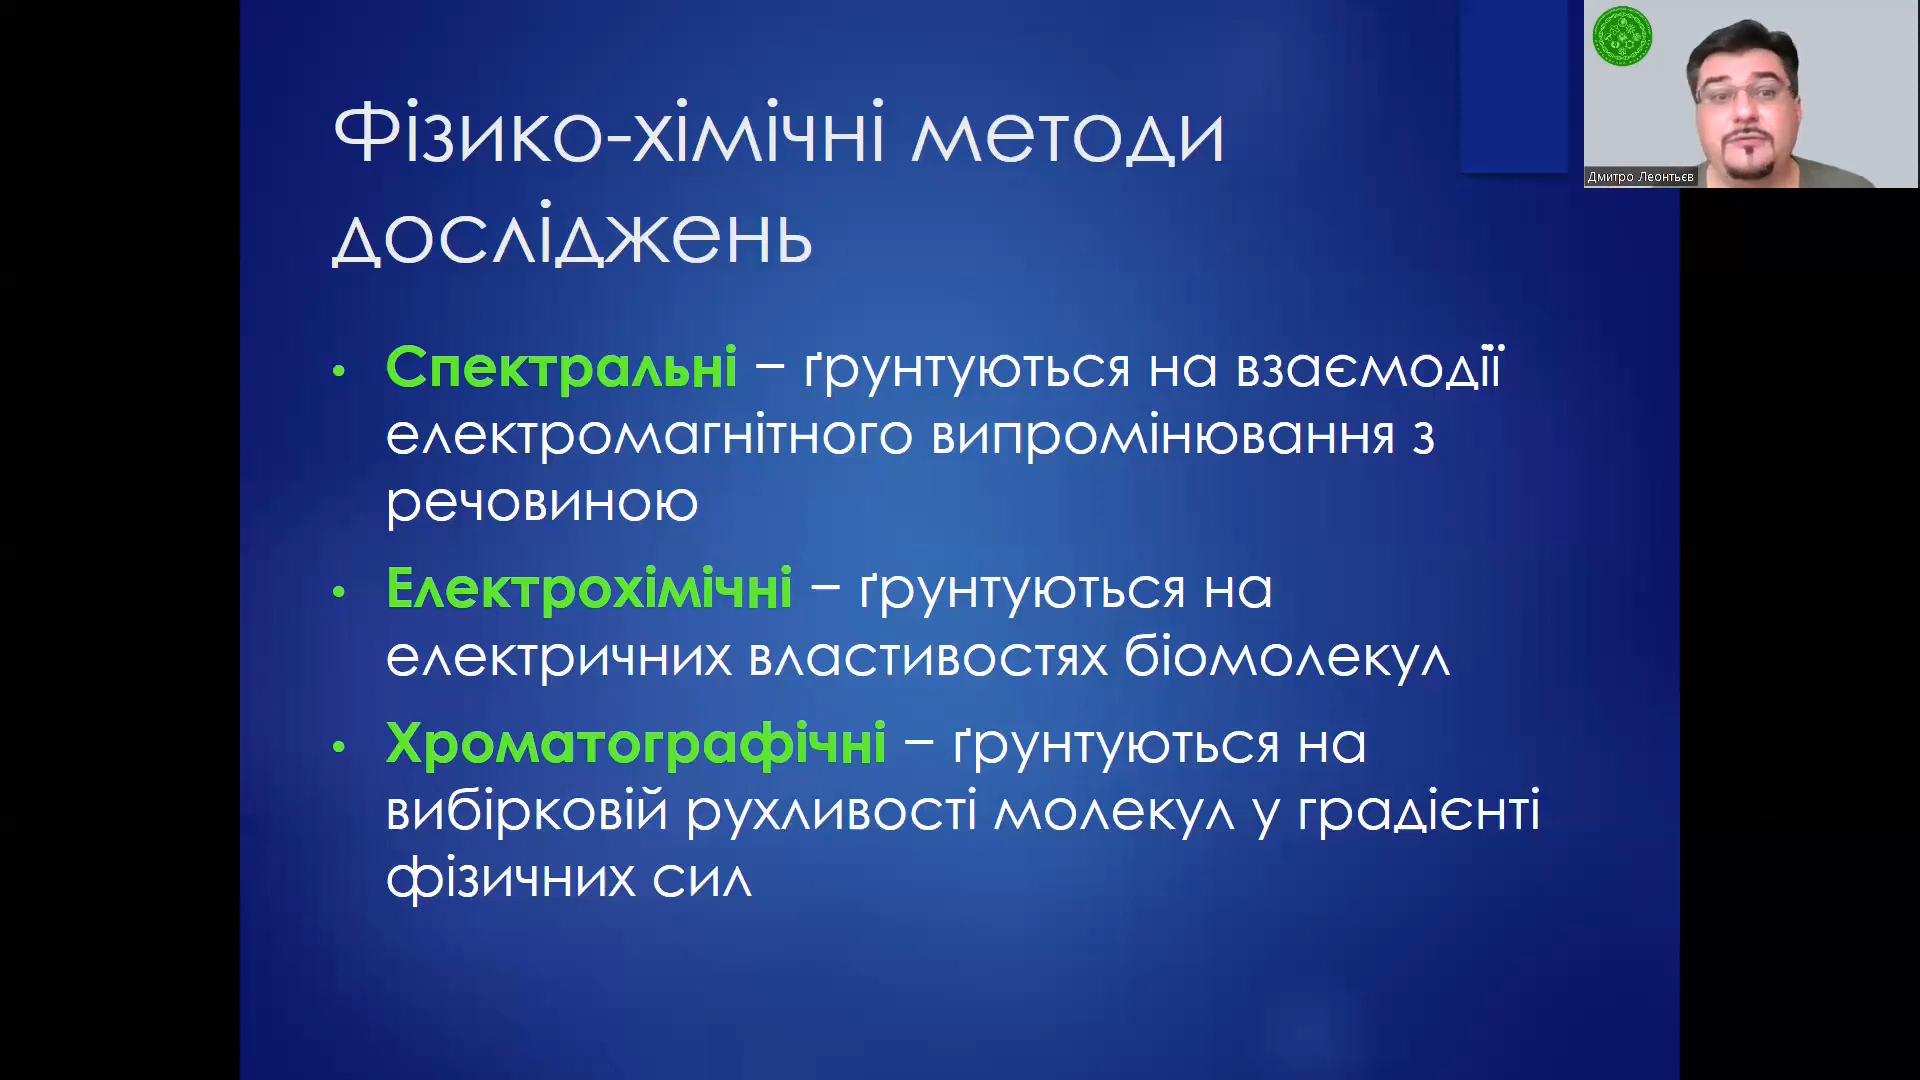 Фізико-хімічні методи
досліджень
• Спектральні – ґрунтуються на взаємодії
електромагнітного випромінювання з
речовиною
• Електрохімічні – ґрунтуються на
електричних властивостях біомолекул
• Хроматографічні – ґрунтуються на
вибірковій рухливості молекул у градієнті
фізичних сил
Дмитро Леонтьєв